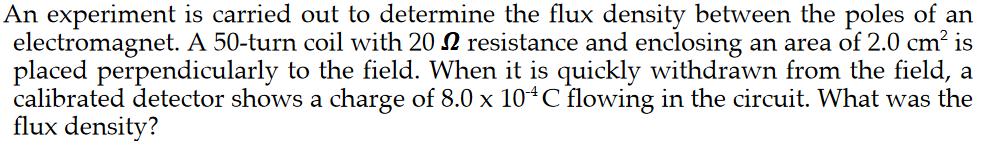 An experiment is carried out to determine the flux density between the poles of an
electromagnet. A 50-turn coil with 20 Ω resistance and enclosing an area of 2.0 cm² is
placed perpendicularly to the field. When it is quickly withdrawn from the field, a
calibrated detector shows a charge of 8.0 x 10⁻⁴ C flowing in the circuit. What was the
flux density?